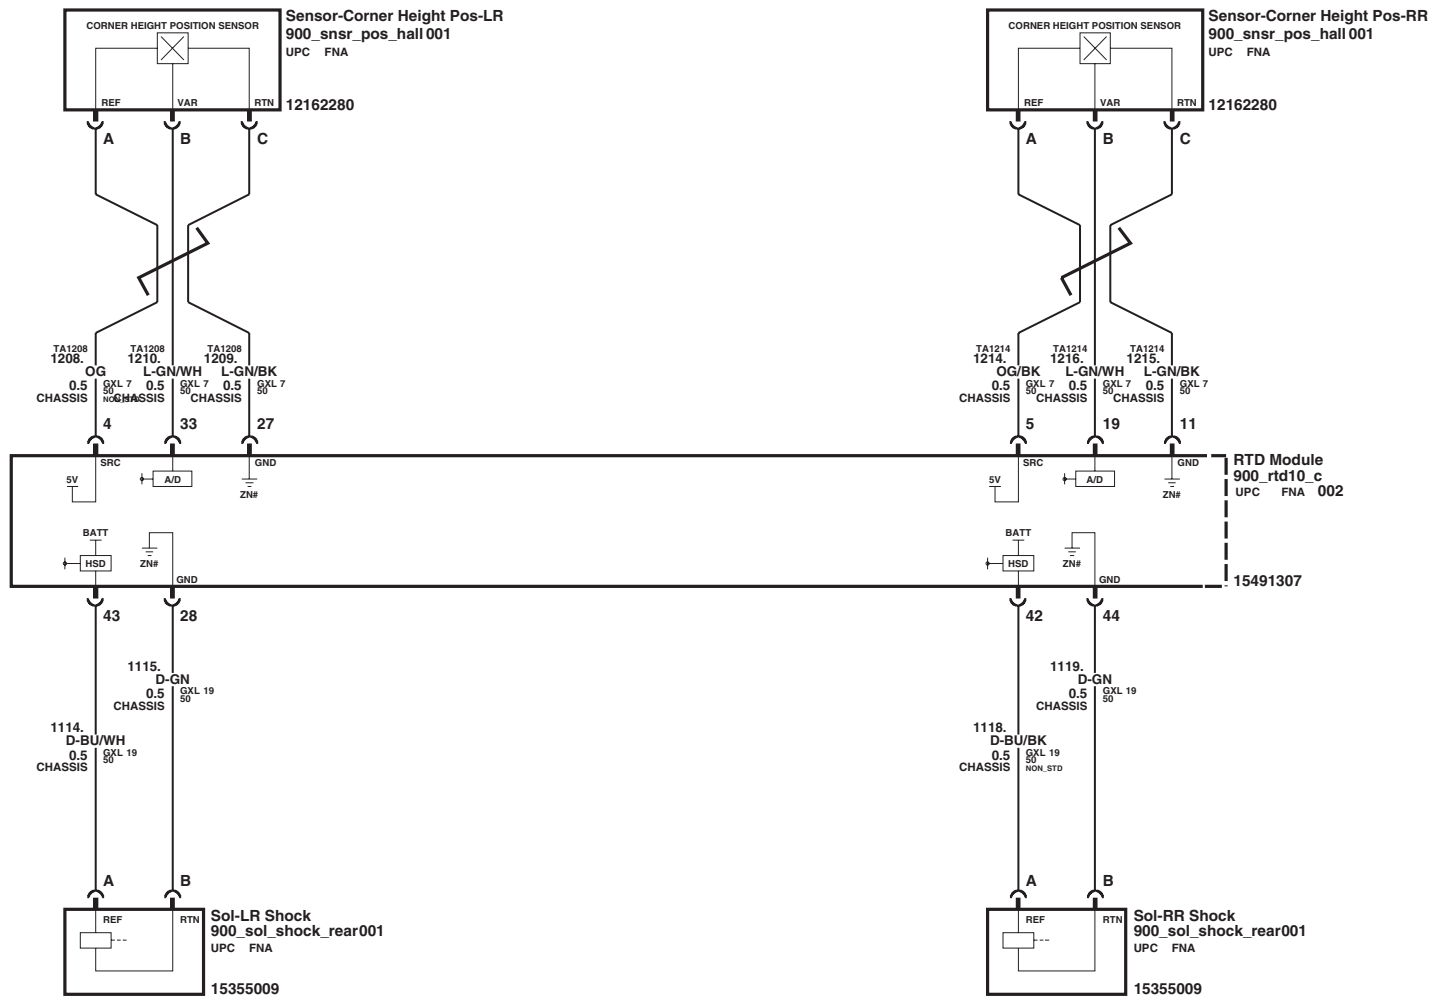 Sensor-Corner Height Pos-LR
900_snsr_pos_hall 001
UPC FNA
CORNER HEIGHT POSITION SENSOR
REF VAR RTN
12162280
A B C
Sensor-Corner Height Pos-RR
900_snsr_pos_hall 001
UPC FNA
CORNER HEIGHT POSITION SENSOR
REF VAR RTN
12162280
A B C
TA1208 TA1208 TA1208
1208. 1210. 1209.
OG L-GN/WH L-GN/BK
0.5 GXL 7 0.5 GXL 7 0.5 GXL 7
50 50 50
CHASSIS CHASSIS CHASSIS
4 33 27
TA1214 TA1214 TA1214
1214. 1216. 1215.
OG/BK L-GN/WH L-GN/BK
0.5 GXL 7 0.5 GXL 7 0.5 GXL 7
50 50 50
CHASSIS CHASSIS CHASSIS
5 19 11
SRC GND
5V A/D
ZN#
SRC GND
5V A/D
ZN#
RTD Module
900_rtd10_c
UPC FNA 002
BATT
HSD ZN#
GND
BATT
HSD ZN#
GND
15491307
43 28
42 44
1115.
D-GN
0.5 GXL 19
50
CHASSIS
1119.
D-GN
0.5 GXL 19
50
CHASSIS
1114.
D-BU/WH
0.5 GXL 19
50
CHASSIS
1118.
D-BU/BK
0.5 GXL 19
50
CHASSIS NON_STD
A B
REF RTN
Sol-LR Shock
900_sol_shock_rear001
UPC FNA
15355009
A B
REF RTN
Sol-RR Shock
900_sol_shock_rear001
UPC FNA
15355009